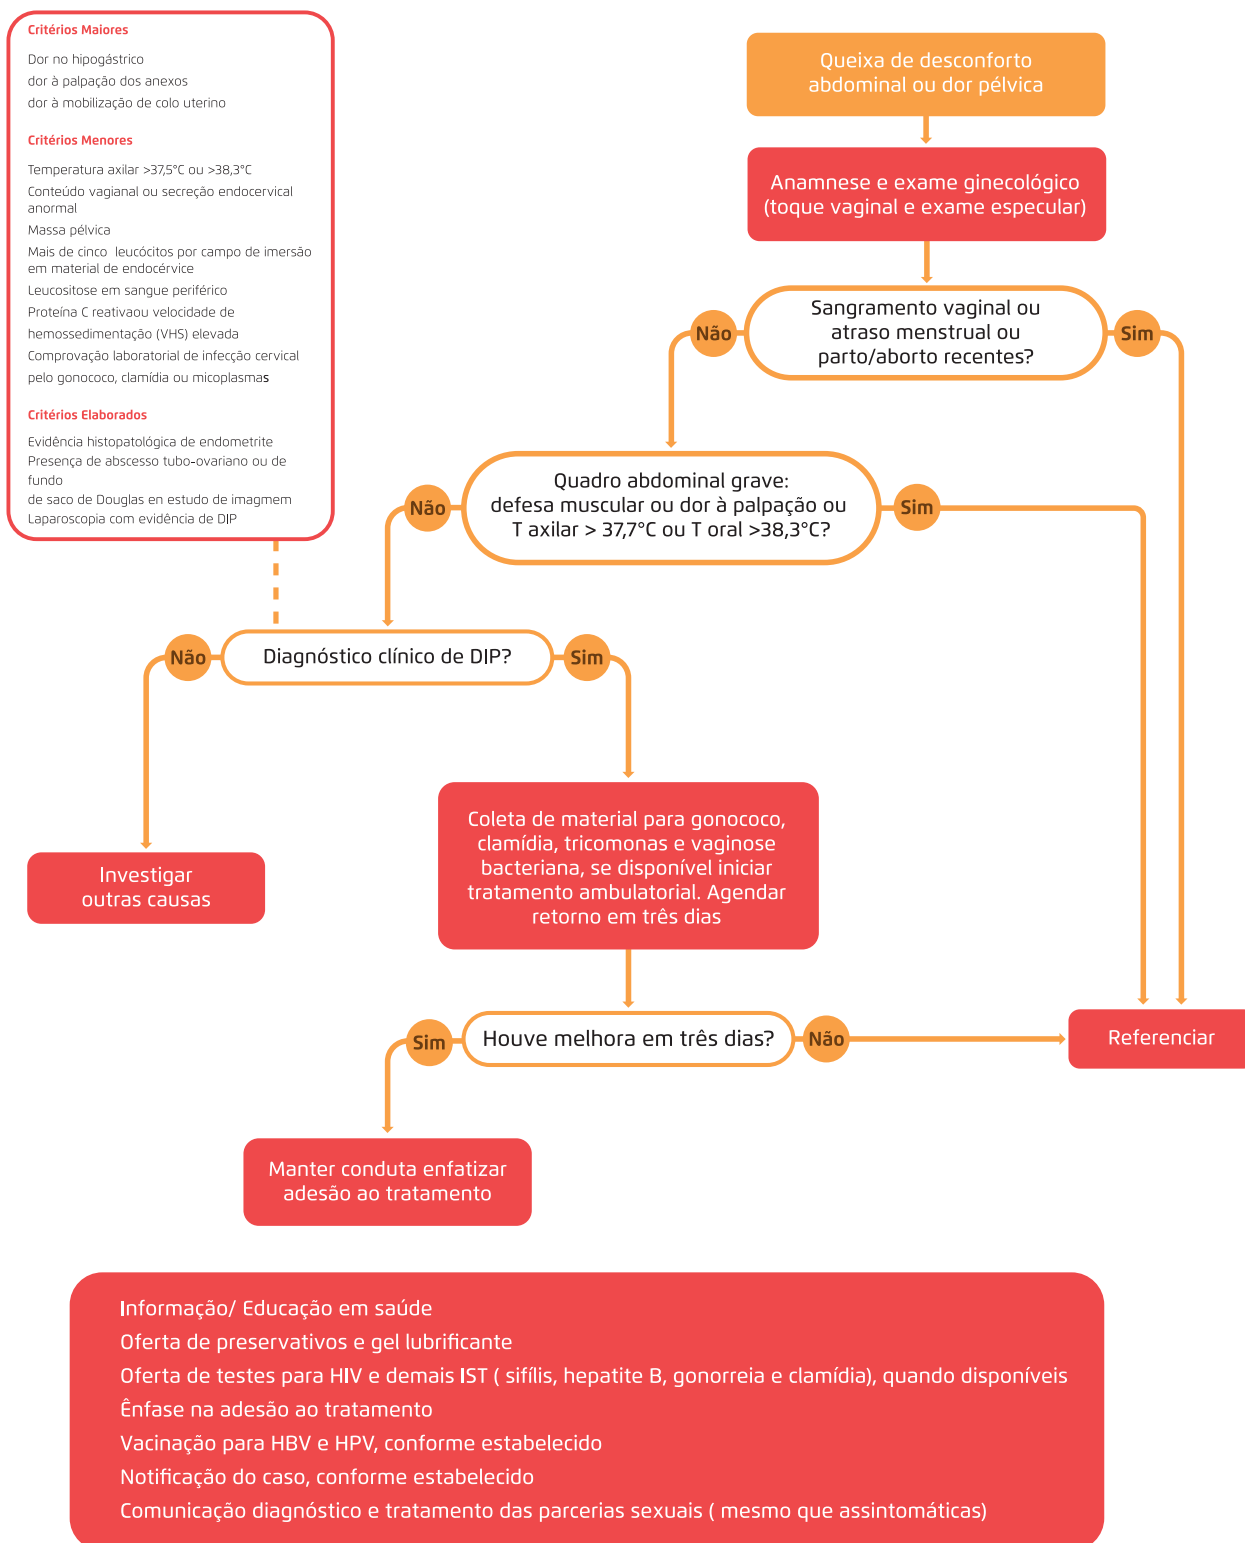 Critérios Maiores
Dor no hipogástrico
dor à palpação dos anexos
dor à mobilização de colo uterino
Critérios Menores
Temperatura axilar >37,5°C ou >38,3°C
Conteúdo vagianal ou secreção endocervical
anormal
Massa pélvica
Mais de cinco leucócitos por campo de imersão
em material de endocérvice
Leucositose em sangue periférico
Proteína C reativaou velocidade de
hemossedimentação (VHS) elevada
Comprovação laboratorial de infecção cervical
pelo gonococo, clamídia ou micoplasmas
Critérios Elaborados
Evidência histopatológica de endometrite
Presença de abscesso tubo-ovariano ou de
fundo
de saco de Douglas en estudo de imagmem
Laparoscopia com evidência de DIP
Queixa de desconforto
abdominal ou dor pélvica
Anamnese e exame ginecológico
(toque vaginal e exame especular)
Não
Sangramento vaginal ou
atraso menstrual ou
parto/aborto recentes?
Sim
Não
Quadro abdominal grave:
defesa muscular ou dor à palpação ou
T axilar > 37,7°C ou T oral >38,3°C?
Sim
Não
Diagnóstico clínico de DIP?
Sim
Investigar
outras causas
Coleta de material para gonococo,
clamídia, tricomonas e vaginose
bacteriana, se disponível iniciar
tratamento ambulatorial. Agendar
retorno em três dias
Sim
Houve melhora em três dias?
Não
Referenciar
Manter conduta enfatizar
adesão ao tratamento
Informação/ Educação em saúde
Oferta de preservativos e gel lubrificante
Oferta de testes para HIV e demais IST ( sifílis, hepatite B, gonorreia e clamídia), quando disponíveis
Ênfase na adesão ao tratamento
Vacinação para HBV e HPV, conforme estabelecido
Notificação do caso, conforme estabelecido
Comunicação diagnóstico e tratamento das parcerias sexuais ( mesmo que assintomáticas)